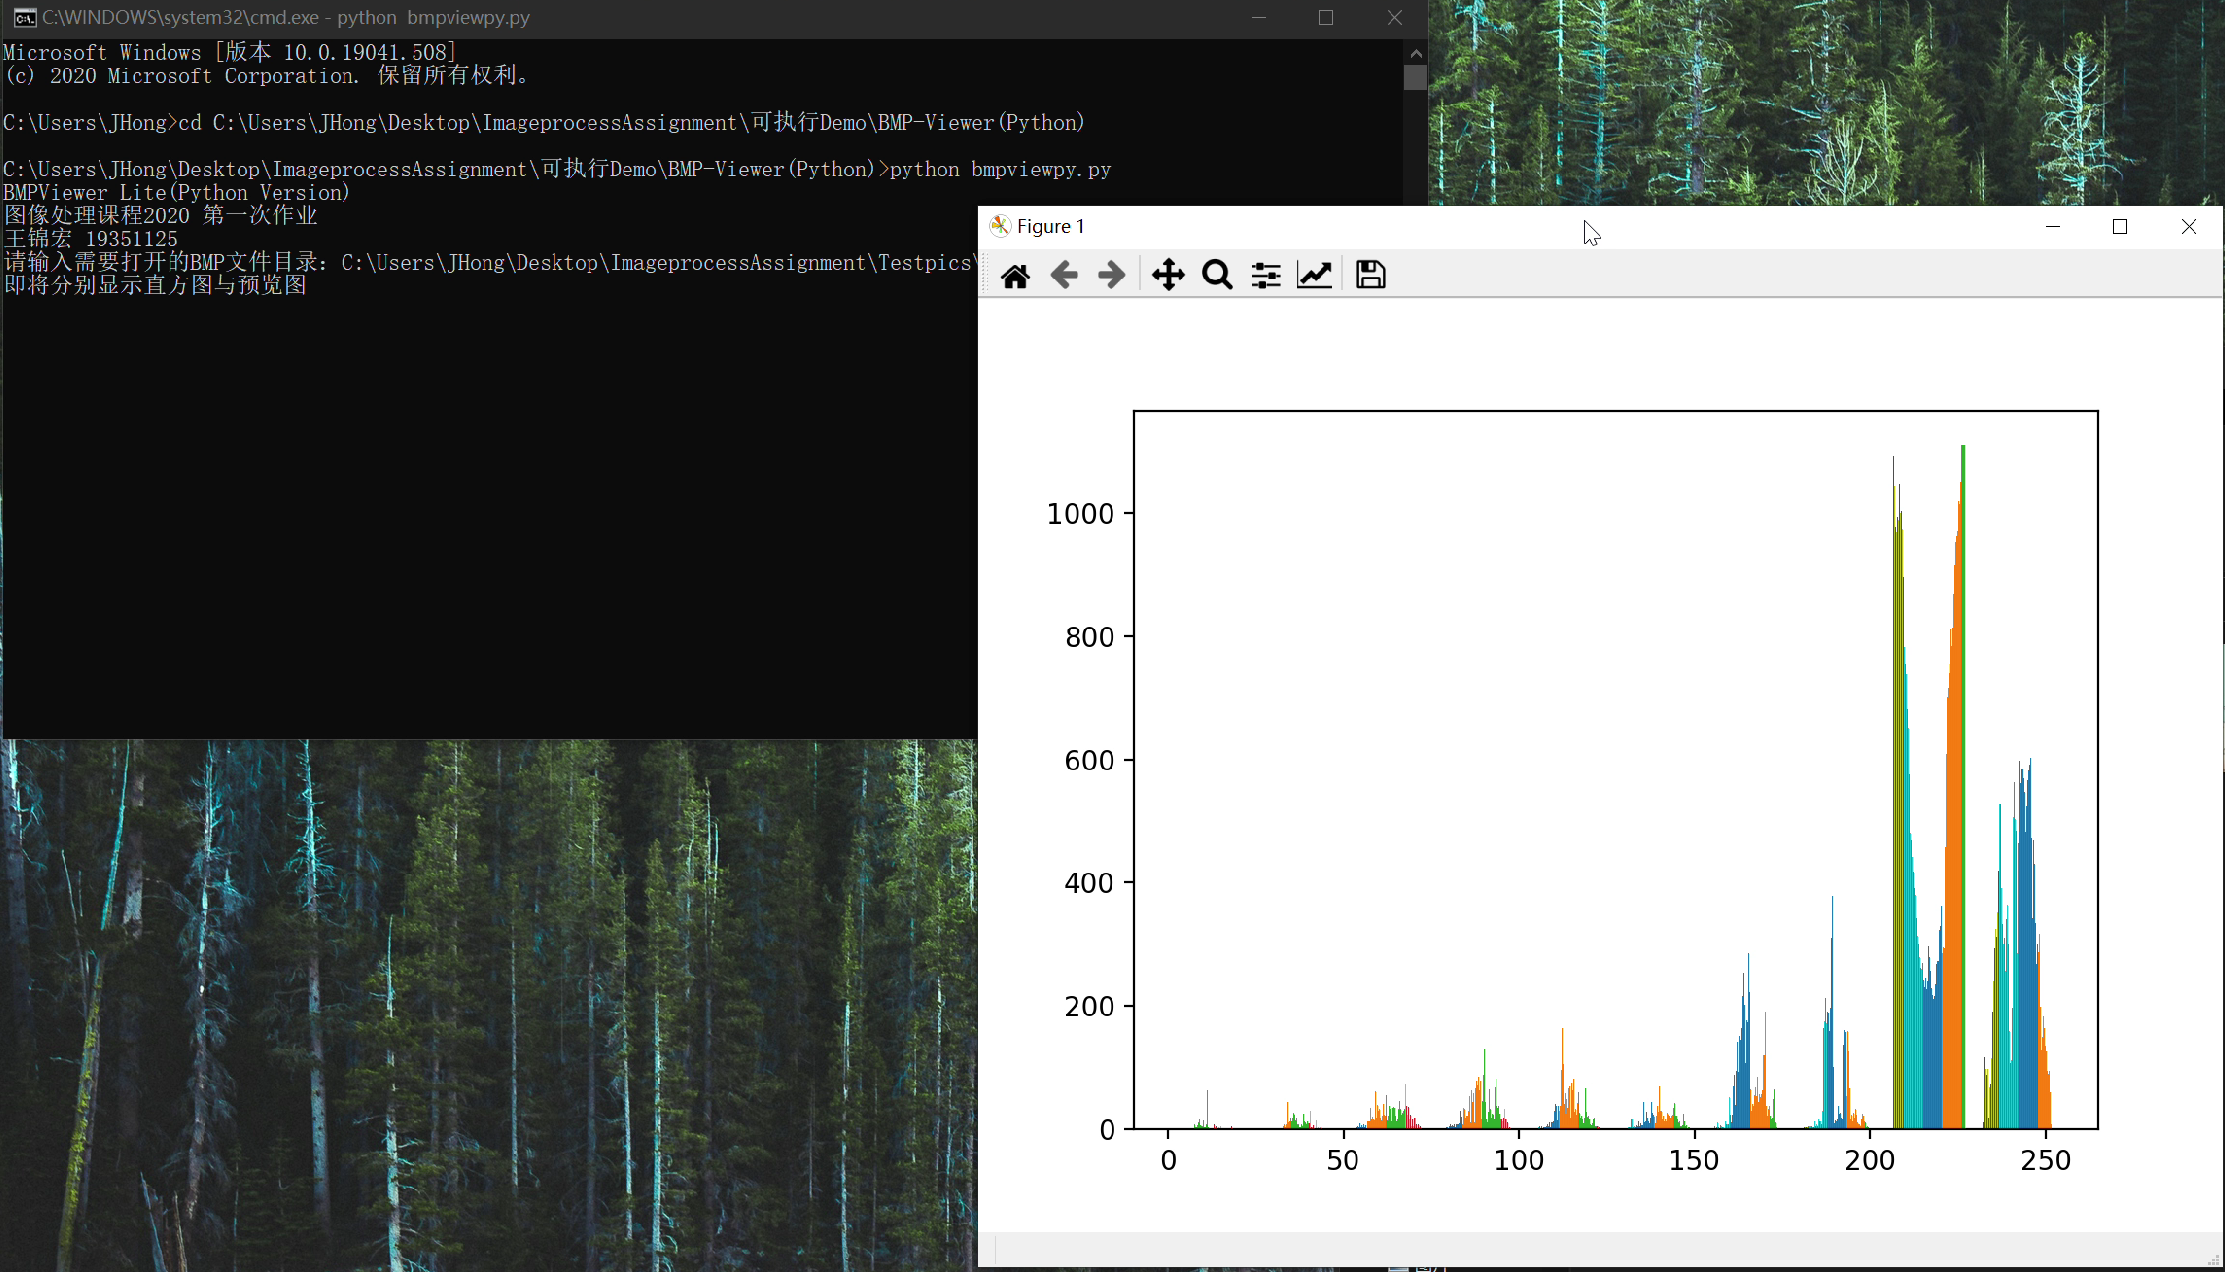 C:\WINDOWS\system32\cmd.exe - python  bmpviewpy.py
Microsoft Windows [版本 10.0.19041.508]
(c) 2020 Microsoft Corporation. 保留所有权利。
C:\Users\JHong>cd C:\Users\JHong\Desktop\ImageprocessAssignment\可执行Demo\BMP-Viewer(Python)
C:\Users\JHong\Desktop\ImageprocessAssignment\可执行Demo\BMP-Viewer(Python)>python bmpviewpy.py
BMPViewer Lite(Python Version)
图像处理课程2020 第一次作业
王锦宏 19351125
请输入需要打开的BMP文件目录：C:\Users\JHong\Desktop\ImageprocessAssignment\Testpics\
即将分别显示直方图与预览图
Figure 1
1000
800
600
400
200
0
0 50 100 150 200 250